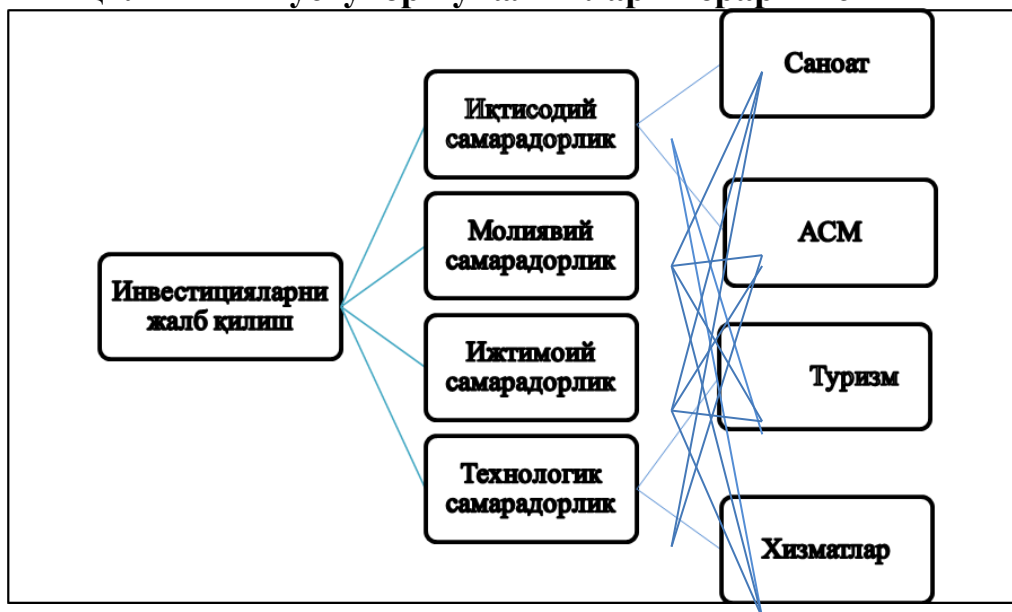 Инвестицияларни
жалб қилиш
Иқтисодий
самарадорлик
Молиявий
самарадорлик
Ижтимоий
самарадорлик
Технологик
самарадорлик
Саноат
АСМ
Туризм
Хизматлар